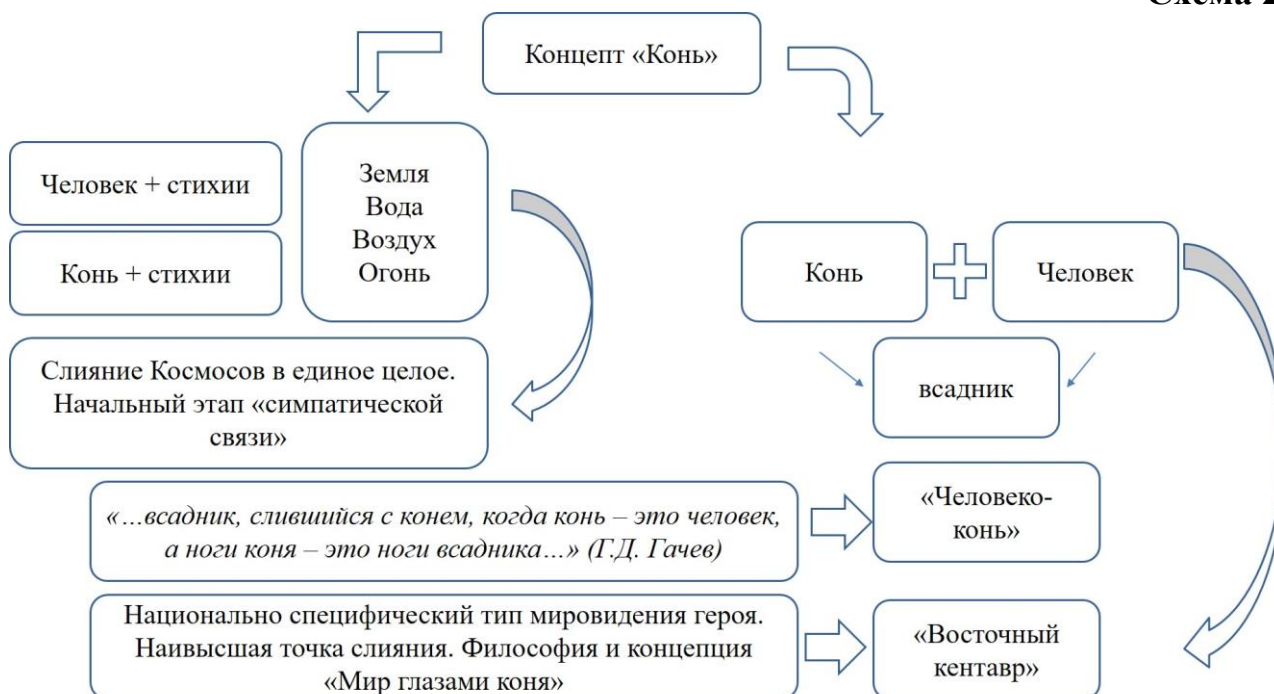 Схема 2
Концепт «Конь»
Человек + стихии
Конь + стихии
Земля
Вода
Воздух
Огонь
Конь
Человек
всадник
Слияние Космосов в единое целое.
Начальный этап «симпатической
связи»
«…всадник, слившийся с конем, когда конь – это человек,
а ноги коня – это ноги всадника…» (Г.Д. Гачев)
«Человеко-
конь»
Национально специфический тип мировидения героя.
Наивысшая точка слияния. Философия и концепция
«Мир глазами коня»
«Восточный
кентавр»